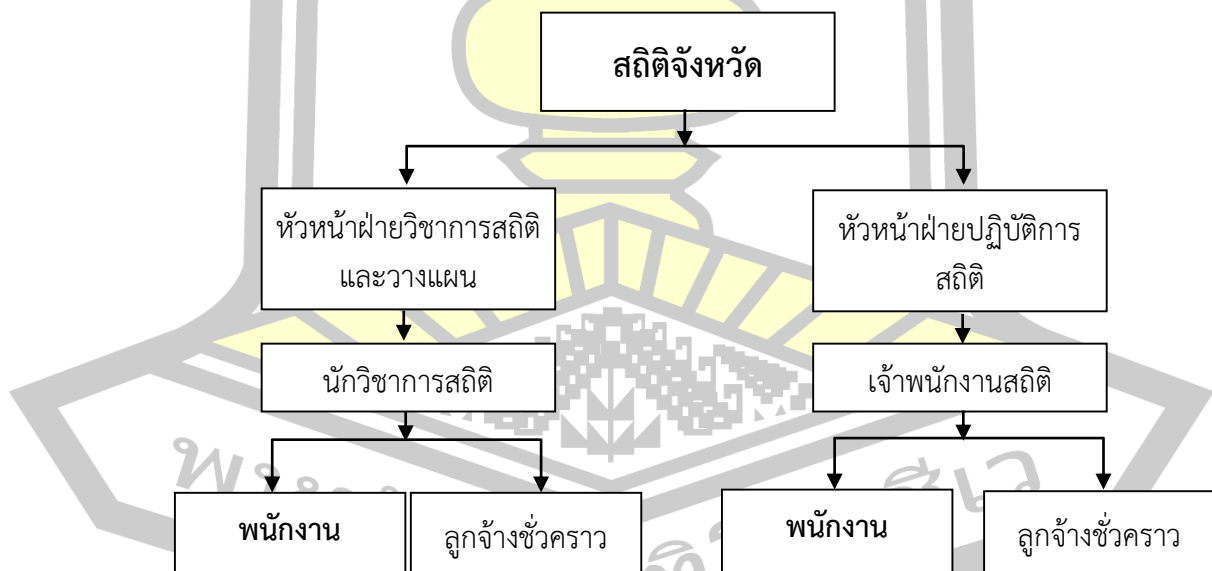 สถิติจังหวัด
หัวหน้าฝ่ายวิชาการสถิติ
และวางแผน
หัวหน้าฝ่ายปฏิบัติการ
สถิติ
นักวิชาการสถิติ
เจ้าพนักงานสถิติ
พนักงาน
ลูกจ้างชั่วคราว
พนักงาน
ลูกจ้างชั่วคราว